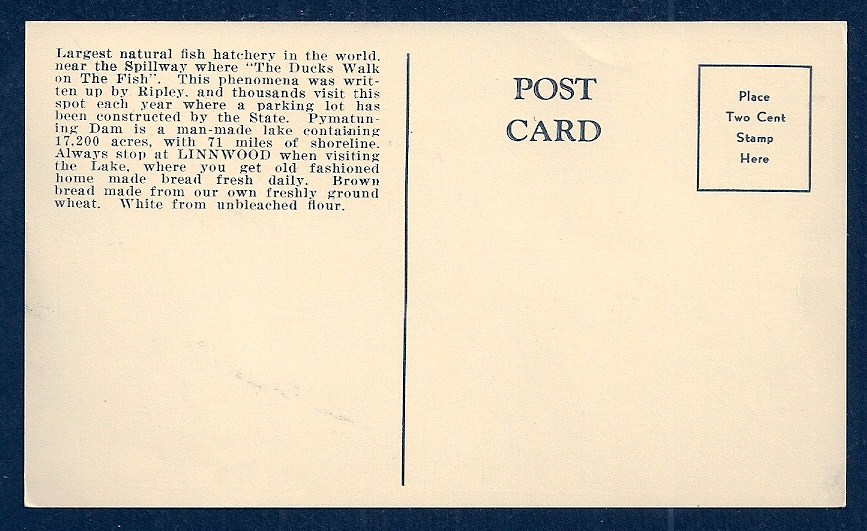 Largest natural fish hatchery in the world,
near the Spillway where "The Ducks Walk
on The Fish". This phenomena was writ-
ten up by Ripley, and thousands visit this
spot each year where a parking lot has
been constructed by the State. Pymatun-
ing Dam is a man-made lake containing
17,200 acres, with 71 miles of shoreline.
Always stop at LINNWOOD when visiting
the Lake, where you get old fashioned
home made bread fresh daily. Brown
bread made from our own freshly ground
wheat. White from unbleached flour.
POST
CARD
Place
Two Cent
Stamp
Here